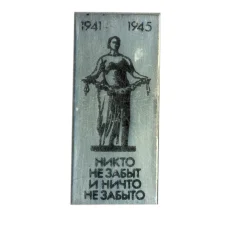 1941 - 1945
НИКТО
НЕ ЗАБЫТ
И НИЧТО
НЕ ЗАБЫТО